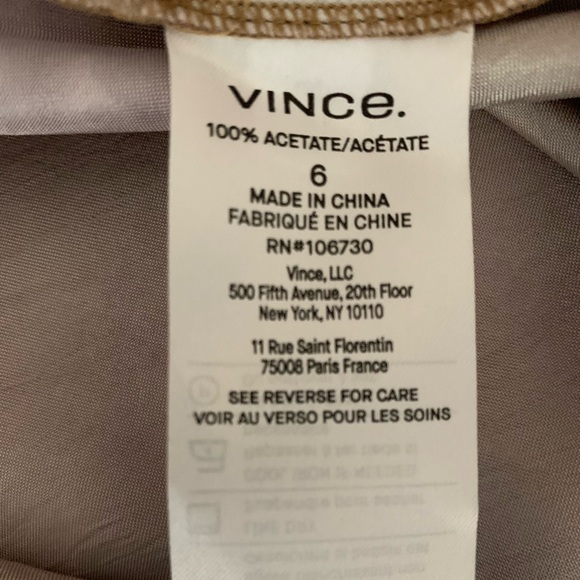 VINCE.
100% ACETATE/ACÉTATE
6
MADE IN CHINA
FABRIQUÉ EN CHINE
RN#106730
Vince, LLC
500 Fifth Avenue, 20th Floor
New York, NY 10110
11 Rue Saint Florentin
75008 Paris France
SEE REVERSE FOR CARE
VOIR AU VERSO POUR LES SOINS